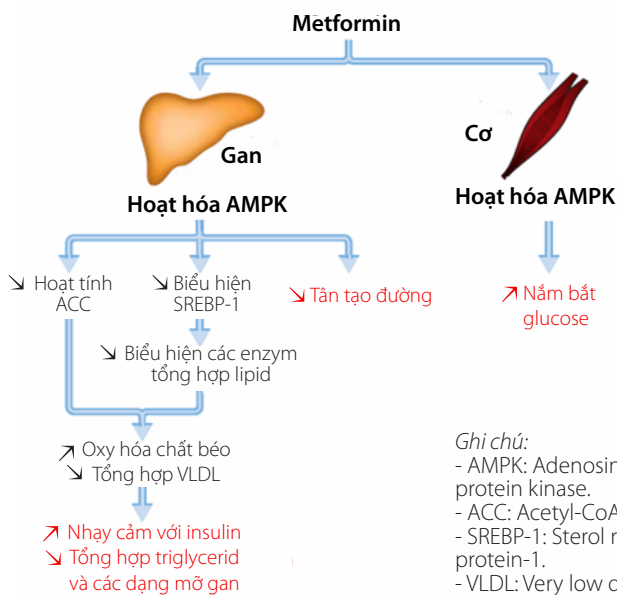 Metformin
Gan
Cơ
Hoạt hóa AMPK
Hoạt hóa AMPK
↘ Hoạt tính
ACC
↘ Biểu hiện
SREBP-1
↘ Tân tạo đường
↗ Nắm bắt
glucose
↘ Biểu hiện các enzym
tổng hợp lipid
↗ Oxy hóa chất béo
↘ Tổng hợp VLDL
↗ Nhạy cảm với insulin
↘ Tổng hợp triglycerid
và các dạng mỡ gan
Ghi chú:
- AMPK: Adenosin
protein kinase.
- ACC: Acetyl-CoA
- SREBP-1: Sterol r
protein-1.
- VLDL: Very low d